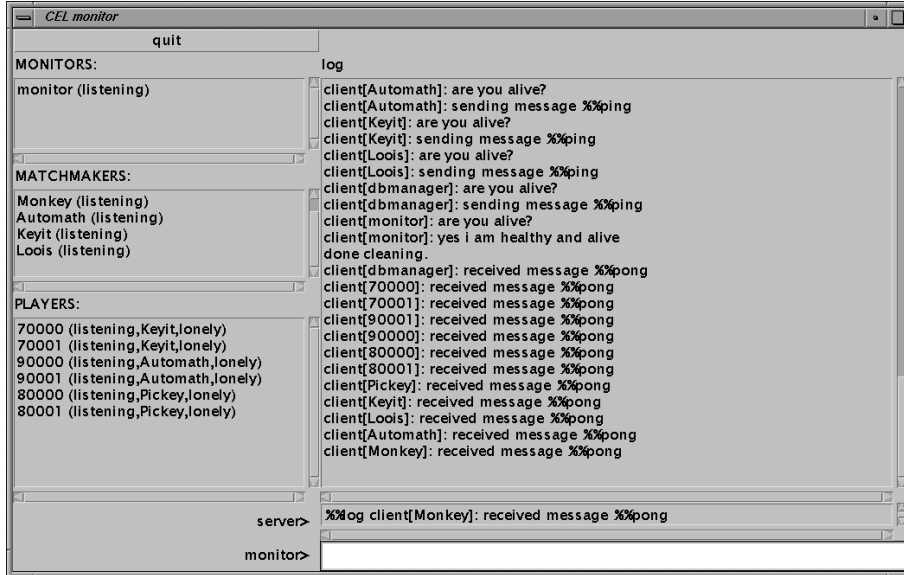 CEL monitor
quit
MONITORS:
monitor (listening)
MATCHMAKERS:
Monkey (listening)
Automath (listening)
Keyit (listening)
Loois (listening)
PLAYERS:
70000 (listening,Keyit,lonely)
70001 (listening,Keyit,lonely)
90000 (listening,Automath,lonely)
90001 (listening,Automath,lonely)
80000 (listening,Pickey,lonely)
80001 (listening,Pickey,lonely)
log
client[Automath]: are you alive?
client[Automath]: sending message %%ping
client[Keyit]: are you alive?
client[Keyit]: sending message %%ping
client[Loois]: are you alive?
client[Loois]: sending message %%ping
client[dbmanager]: are you alive?
client[dbmanager]: sending message %%ping
client[monitor]: are you alive?
client[monitor]: yes i am healthy and alive
done cleaning.
client[dbmanager]: received message %%pong
client[70000]: received message %%pong
client[70001]: received message %%pong
client[90001]: received message %%pong
client[90000]: received message %%pong
client[80000]: received message %%pong
client[80001]: received message %%pong
client[Pickey]: received message %%pong
client[Keyit]: received message %%pong
client[Loois]: received message %%pong
client[Automath]: received message %%pong
client[Monkey]: received message %%pong
server> %%log client[Monkey]: received message %%pong
monitor>